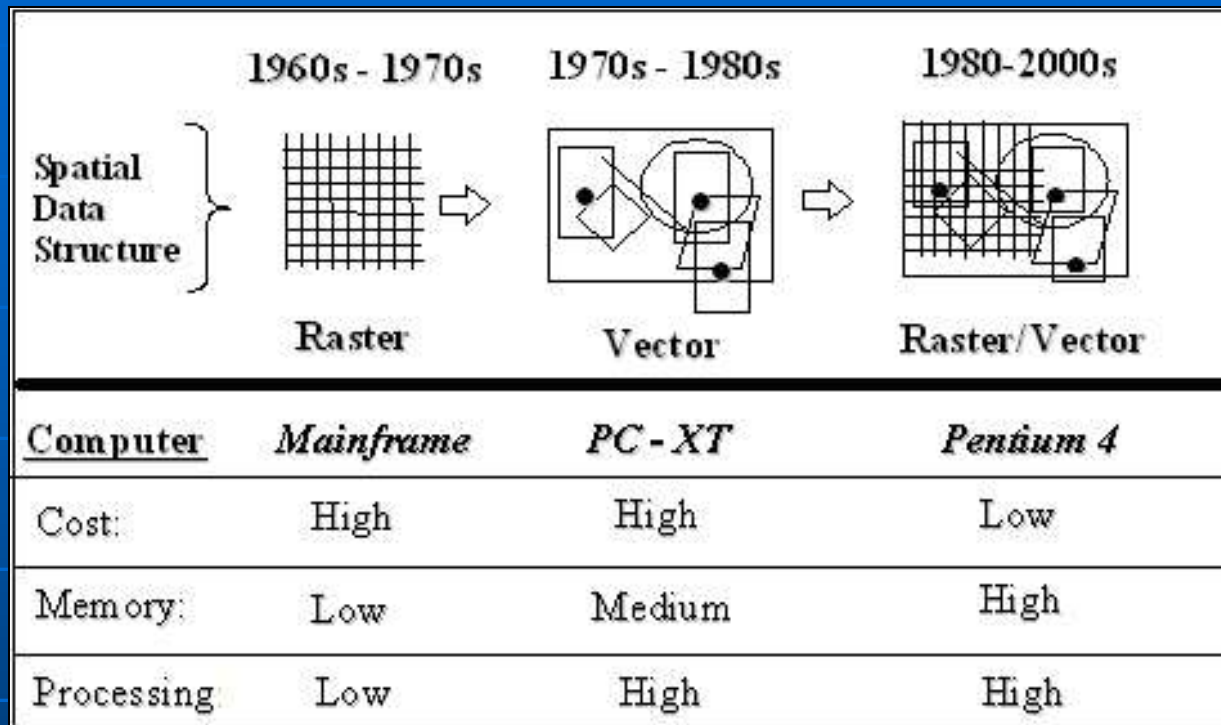 1960s - 1970s 1970s - 1980s 1980-2000s
Spatial
Data
Structure
Raster Vector Raster/Vector
Computer Mainframe PC - XT Pentium 4
Cost: High High Low
Memory: Low Medium High
Processing Low High High